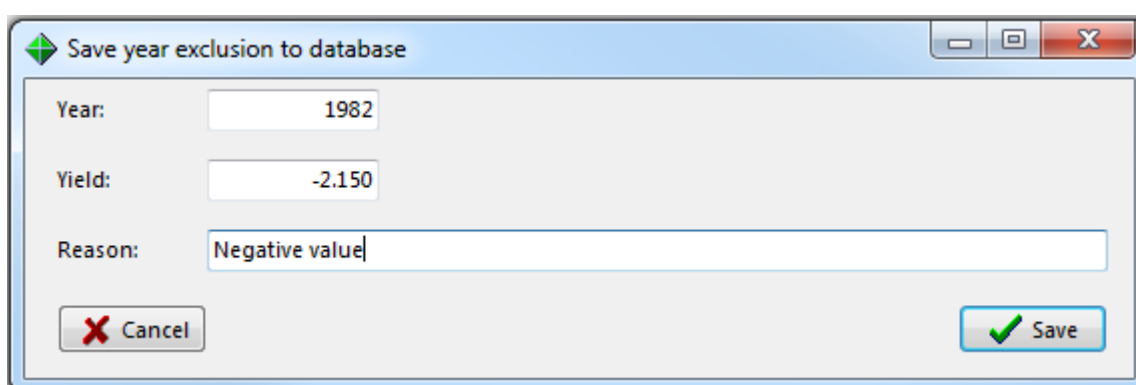 Save year exclusion to database
Year: 1982
Yield: -2.150
Reason: Negative value
Cancel Save